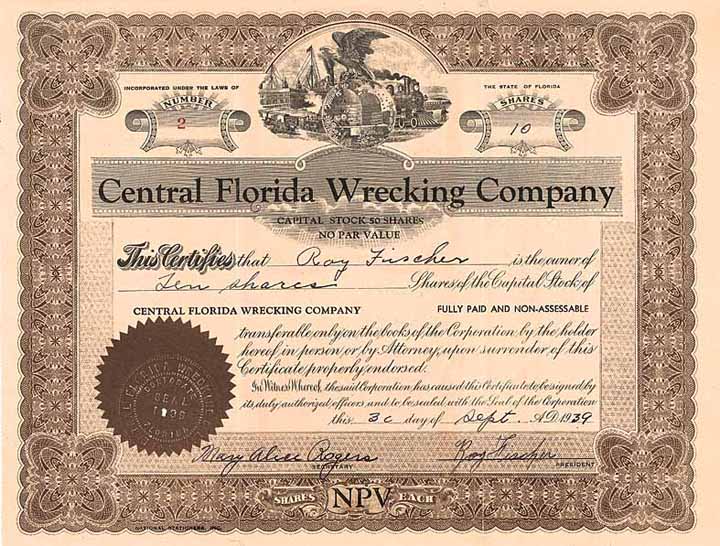 INCORPORATED UNDER THE LAWS OF
THE STATE OF FLORIDA
NUMBER
2
SHARES
10
Central Florida Wrecking Company
CAPITAL STOCK 50 SHARES
NO PAR VALUE
This Certifies that Roy Fischer is the owner of
Ten shares Shares of the Capital Stock of
CENTRAL FLORIDA WRECKING COMPANY FULLY PAID AND NON-ASSESSABLE
transferable only on the books of the Corporation by the holder
hereof in person or by Attorney upon surrender of this
Certificate properly endorsed.
In Witness Whereof, the said Corporation has caused this Certificate to be signed by
its duly authorized officers and to be sealed with the Seal of the Corporation
this 30 day of Sept. A.D. 1939
Mary Alice Rogers
SECRETARY
Roy Fischer
PRESIDENT
SEAL
FLORIDA
SHARES NPV EACH
NATIONAL STATIONERS, INC.